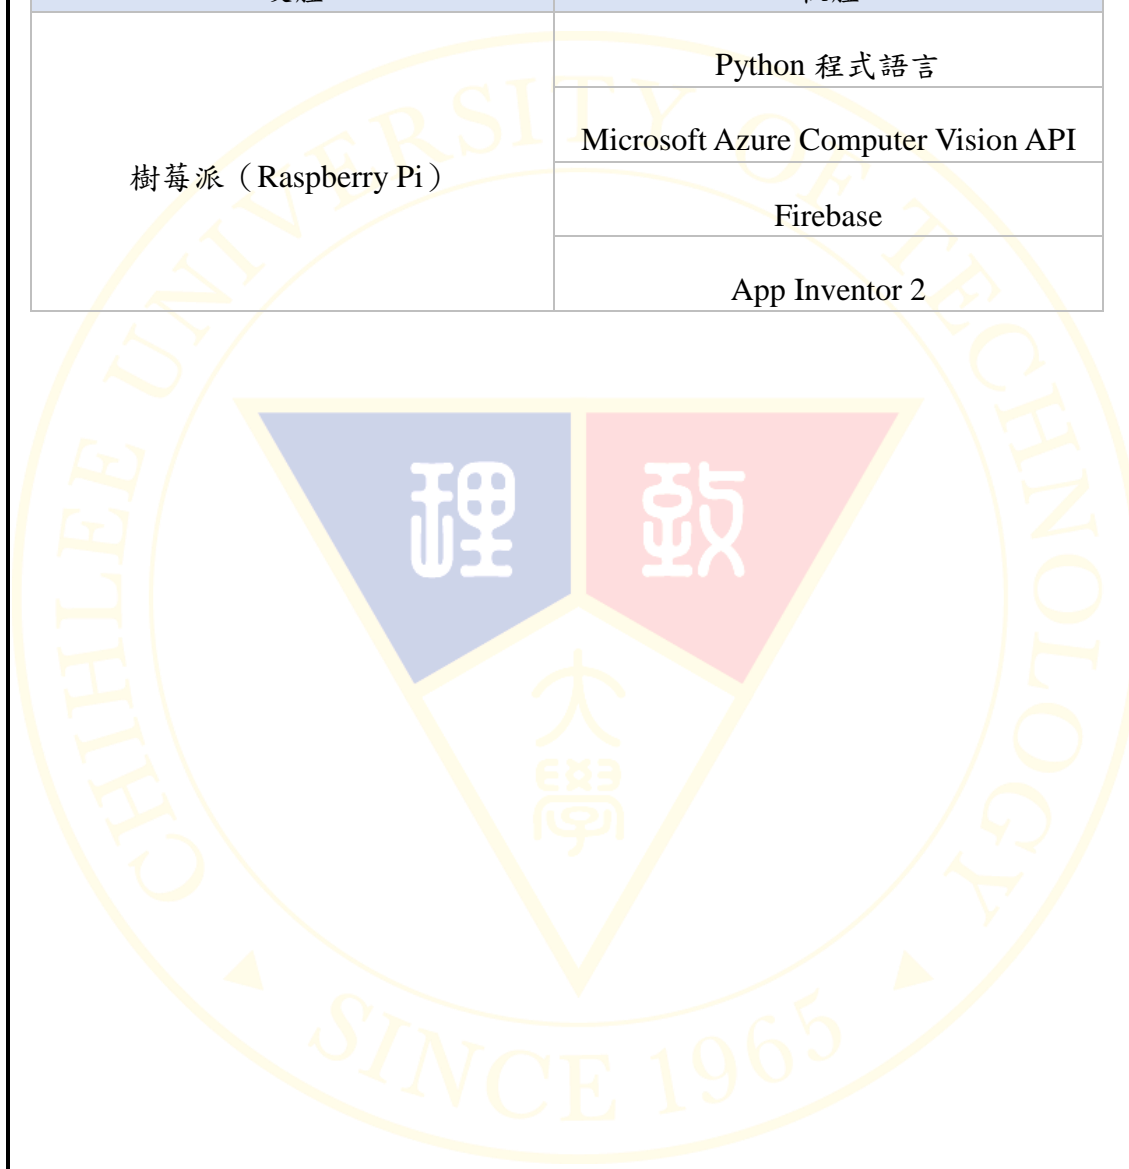 Python 程式語言
Microsoft Azure Computer Vision API
樹莓派（Raspberry Pi）
Firebase
App Inventor 2
CHIHLEE UNIVERSITY OF TECHNOLOGY
理 致
大
學
SINCE 1965